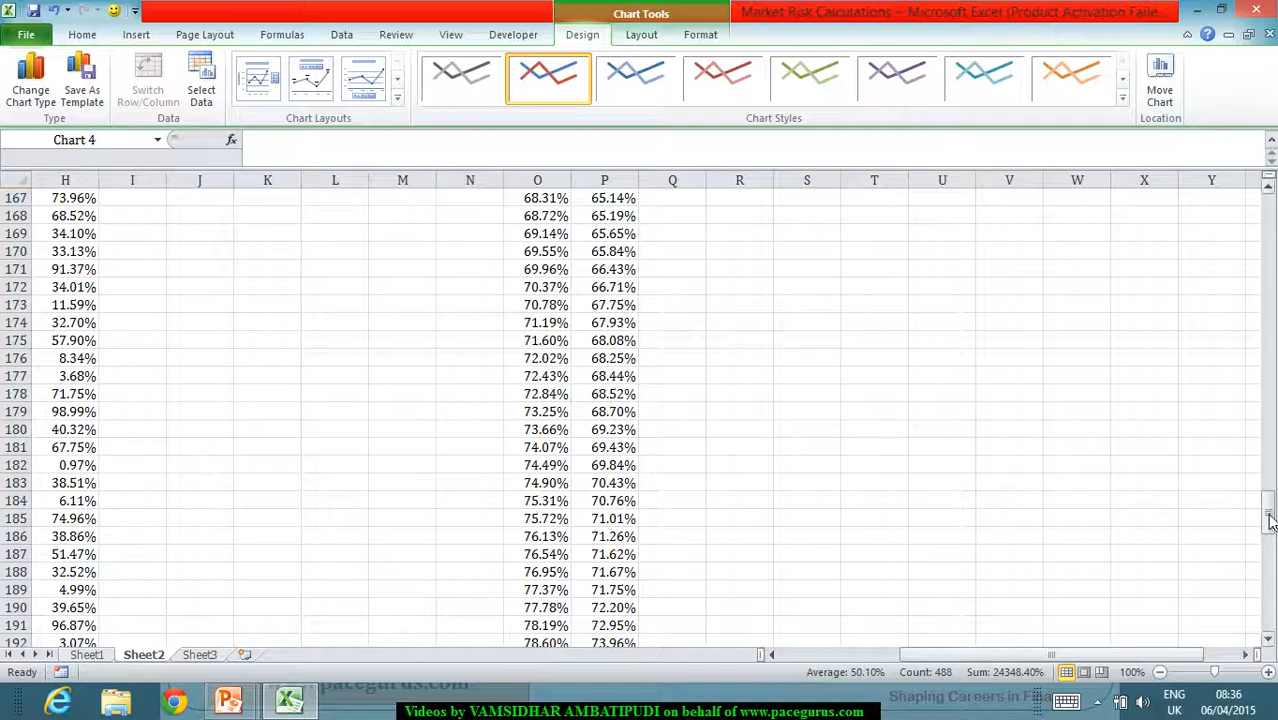 Chart Tools
Market Risk Calculations - Microsoft Excel (Product Activation Faile...
File Home Insert Page Layout Formulas Data Review View Developer Design Layout Format
Change Chart Type
Save As Template
Switch Row/Column
Select Data
Move Chart
Type Data Chart Layouts Chart Styles Location
Chart 4 fx
H I J K L M N O P Q R S T U V W X Y
167 73.96% 68.31% 65.14%
168 68.52% 68.72% 65.19%
169 34.10% 69.14% 65.65%
170 33.13% 69.55% 65.84%
171 91.37% 69.96% 66.43%
172 34.01% 70.37% 66.71%
173 11.59% 70.78% 67.75%
174 32.70% 71.19% 67.93%
175 57.90% 71.60% 68.08%
176 8.34% 72.02% 68.25%
177 3.68% 72.43% 68.44%
178 71.75% 72.84% 68.52%
179 98.99% 73.25% 68.70%
180 40.32% 73.66% 69.23%
181 67.75% 74.07% 69.43%
182 0.97% 74.49% 69.84%
183 38.51% 74.90% 70.43%
184 6.11% 75.31% 70.76%
185 74.96% 75.72% 71.01%
186 38.86% 76.13% 71.26%
187 51.47% 76.54% 71.62%
188 32.52% 76.95% 71.67%
189 4.99% 77.37% 71.75%
190 39.65% 77.78% 72.20%
191 96.87% 78.19% 72.95%
192 3.07% 78.60% 73.96%
Sheet1 Sheet2 Sheet3
Ready Average: 50.10% Count: 488 Sum: 24348.40% 100%
pacegurus.com Shaping Careers in Fin
ENG 08:36
UK 06/04/2015
Videos by VAMSIDHAR AMBATIPUDI on behalf of www.pacegurus.com